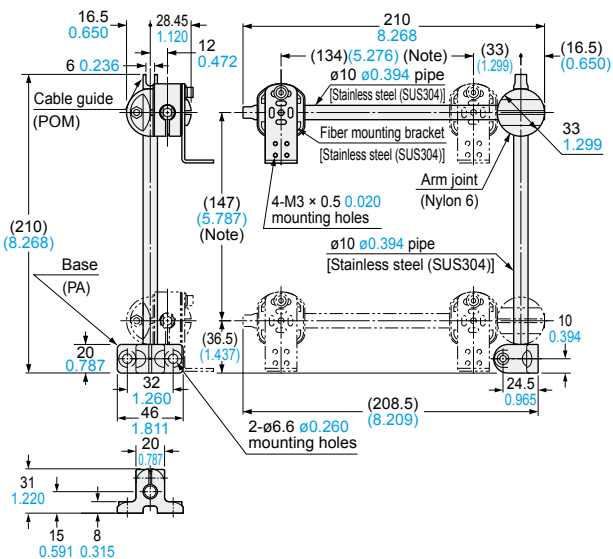 16.5
0.650
28.45
1.120
12
0.472
6 0.236
Cable guide
(POM)
(210)
(8.268)
Base
(PA)
20
0.787
32
1.260
46
1.811
2-ø6.6 ø0.260
mounting holes
210
8.268
(134)(5.276) (Note)
(33)
(1.299)
(16.5)
(0.650)
ø10 ø0.394 pipe
[Stainless steel (SUS304)]
Fiber mounting bracket
[Stainless steel (SUS304)]
33
1.299
Arm joint
(Nylon 6)
4-M3 × 0.5 0.020
mounting holes
(147)
(5.787)
(Note)
ø10 ø0.394 pipe
[Stainless steel (SUS304)]
(36.5)
(1.437)
10
0.394
24.5
0.965
(208.5)
(8.209)
20
0.787
31
1.220
15
0.591
8
0.315